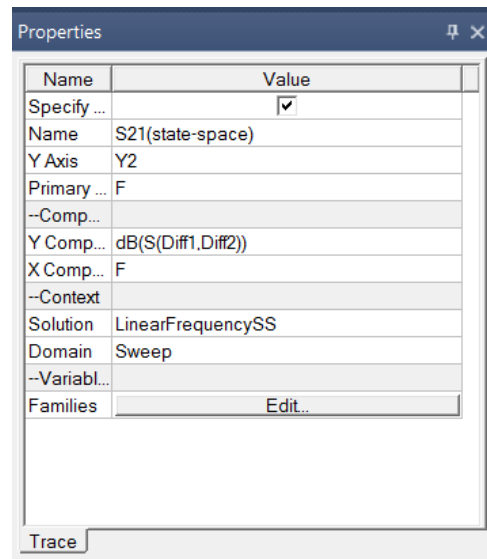 Properties
Name Value
Specify ...
Name S21(state-space)
Y Axis Y2
Primary ... F
--Comp...
Y Comp... dB(S(Diff1,Diff2))
X Comp... F
--Context
Solution LinearFrequencySS
Domain Sweep
--Variabl...
Families Edit...
Trace